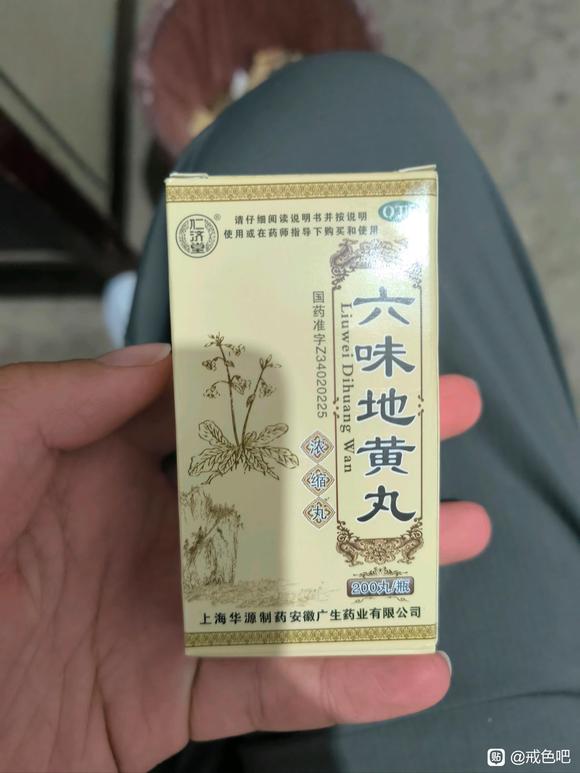 仁济堂
®
OTC
请仔细阅读说明书并按说明
使用或在药师指导下购买和使用
六味地黄丸
Liuwei Dihuang Wan
国药准字Z34020225
浓缩丸
200丸/瓶
上海华源制药安徽广生药业有限公司
贴 @戒色吧